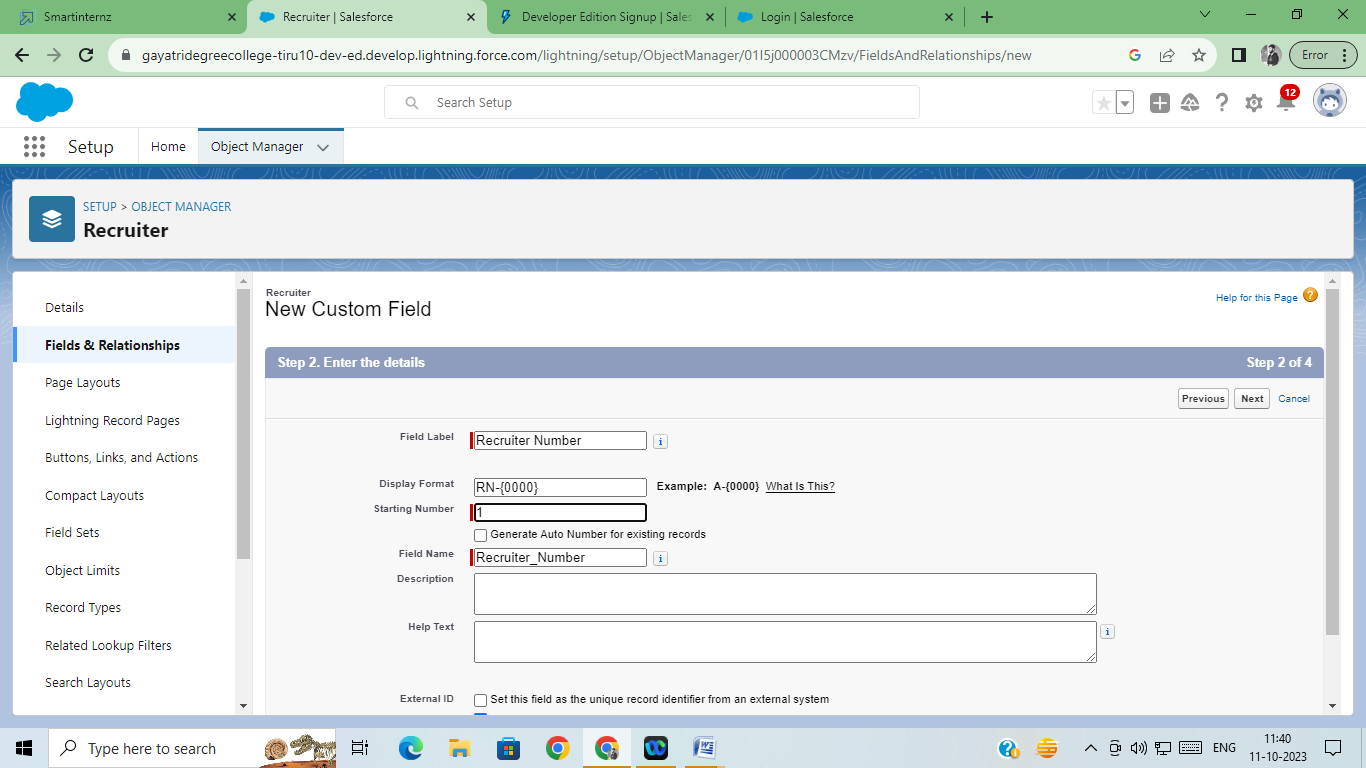 Smartinternz
Recruiter | Salesforce
Developer Edition Signup | Sales
Login | Salesforce
gayatridegreecollege-tiru10-dev-ed.develop.lightning.force.com/lightning/setup/ObjectManager/01I5j000003CMzv/FieldsAndRelationships/new
Error
Search Setup
12
Setup
Home
Object Manager
SETUP > OBJECT MANAGER
Recruiter
Details
Fields & Relationships
Page Layouts
Lightning Record Pages
Buttons, Links, and Actions
Compact Layouts
Field Sets
Object Limits
Record Types
Related Lookup Filters
Search Layouts
Recruiter
New Custom Field
Help for this Page ?
Step 2. Enter the details Step 2 of 4
Previous Next Cancel
Field Label Recruiter Number i
Display Format RN-{0000} Example: A-{0000} What Is This?
Starting Number 1
Generate Auto Number for existing records
Field Name Recruiter_Number i
Description
Help Text i
External ID Set this field as the unique record identifier from an external system
Type here to search
ENG
11:40
11-10-2023